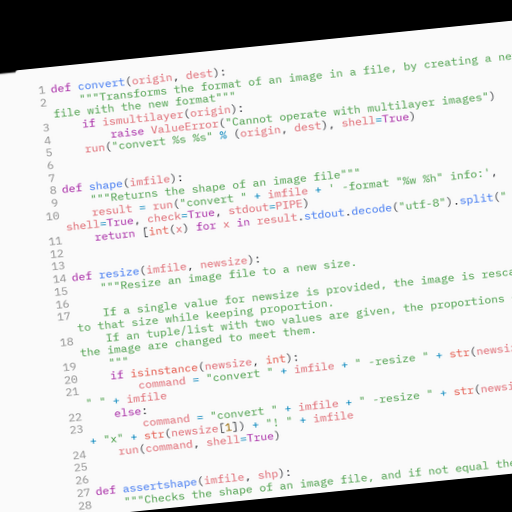 1 def convert(origin, dest):
2 """Transforms the format of an image in a file, by creating a
file with the new format"""
3 if ismultilayer(origin):
4 raise ValueError("Cannot operate with multilayer images")
5 run("convert %s %s" % (origin, dest), shell=True)
6
7
8 def shape(imfile):
9 """Returns the shape of an image file"""
10 result = run("convert " + imfile + ' -format "%w %h" info:',
shell=True, check=True, stdout=PIPE)
11 return [int(x) for x in result.stdout.decode("utf-8").split("
12
13
14 def resize(imfile, newsize):
15 """Resize an image file to a new size.
16
17 If a single value for newsize is provided, the image is
to that size while keeping proportion.
18 If an tuple/list with two values are given, the proportions
the image are changed to meet them.
19 """
20 if isinstance(newsize, int):
21 command = "convert " + imfile + " -resize " + str(
" " + imfile
22 else:
23 command = "convert " + imfile + " -resize " + str(
+ "x" + str(newsize[1]) + "! " + imfile
24 run(command, shell=True)
25
26
27 def assertshape(imfile, shp):
28 """Checks the shape of an image file, and if not equal the